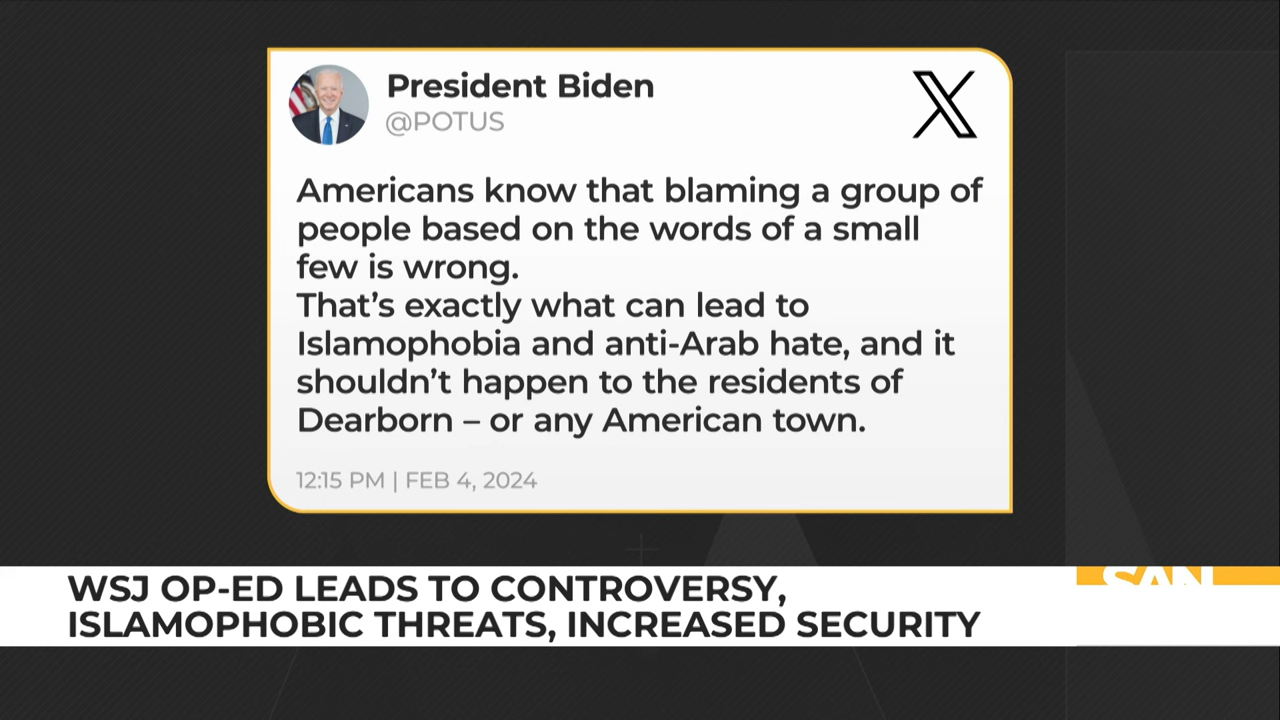 President Biden
@POTUS
Americans know that blaming a group of
people based on the words of a small
few is wrong.
That’s exactly what can lead to
Islamophobia and anti-Arab hate, and it
shouldn’t happen to the residents of
Dearborn – or any American town.
12:15 PM | FEB 4, 2024
WSJ OP-ED LEADS TO CONTROVERSY,
ISLAMOPHOBIC THREATS, INCREASED SECURITY